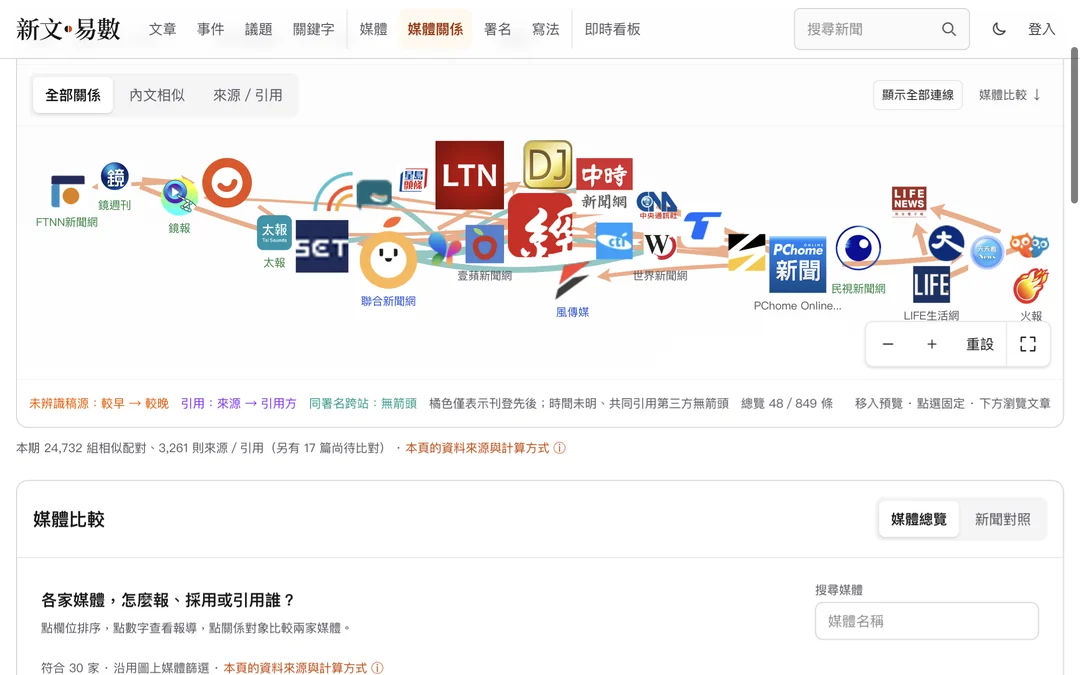 新文•易數
文章 事件 議題 關鍵字 媒體 媒體關係 署名 寫法 即時看板 搜尋新聞 登入
全部關係 內文相似 來源 / 引用 顯示全部連線 媒體比較 ↓
FTNN新聞網
鏡
鏡週刊
鏡報
太報
Tai Sounds
太報
SET
星島
頭條
聯合新聞網
LTN
壹蘋新聞網
經
DJ
中時
新聞網
CNA
中央通訊社
cti
W
世界新聞網
風傳媒
T
PChome
ONLINE
新聞
PChome Online...
民視新聞網
LIFE
NEWS
大
LIFE
LIFE生活網
News
火報
− + 重設
未辨識稿源：較早 → 較晚 引用：來源 → 引用方 同署名跨站：無箭頭 橘色僅表示刊登先後；時間未明、共同引用第三方無箭頭 總覽 48 / 849 條 移入預覽 · 點選固定 · 下方瀏覽文章
本期 24,732 組相似配對、3,261 則來源 / 引用（另有 17 篇尚待比對） · 本頁的資料來源與計算方式 ⓘ
媒體比較 媒體總覽 新聞對照
各家媒體，怎麼報、採用或引用誰？
點欄位排序，點數字查看報導，點關係對象比較兩家媒體。
搜尋媒體
媒體名稱
符合 30 家 · 沿用圖上媒體篩選 · 本頁的資料來源與計算方式 ⓘ